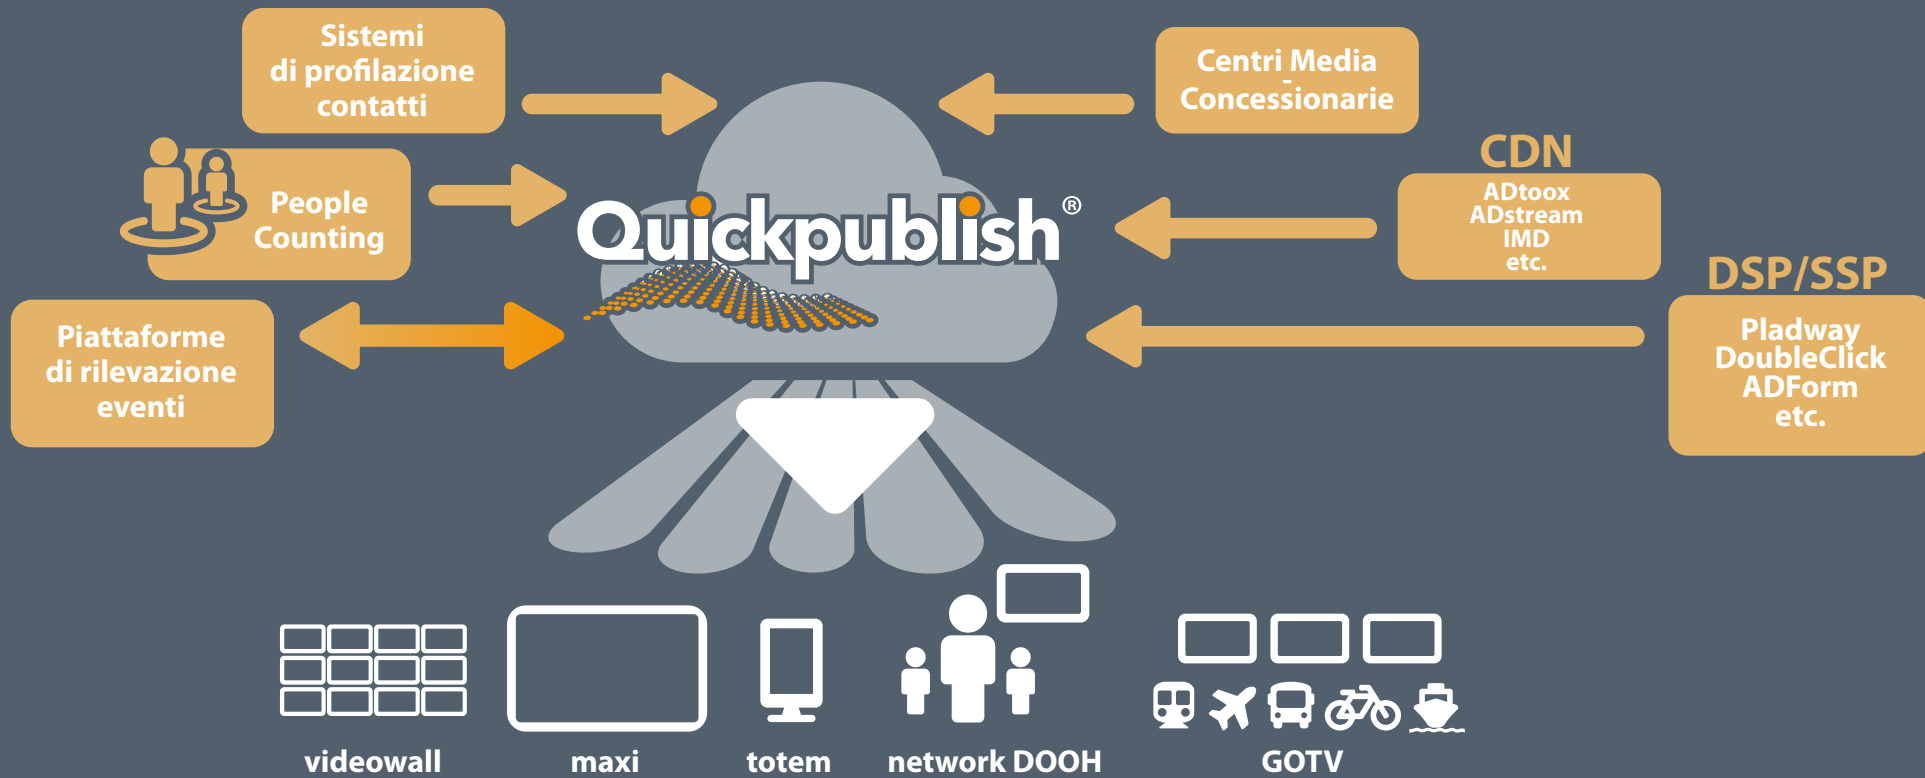 Sistemi
di profilazione
contatti
Centri Media
-
Concessionarie
People
Counting
CDN
ADtoox
ADstream
IMD
etc.
Quickpublish®
DSP/SSP
Pladway
DoubleClick
ADForm
etc.
Piattaforme
di rilevazione
eventi
videowall
maxi
totem
network DOOH
GOTV